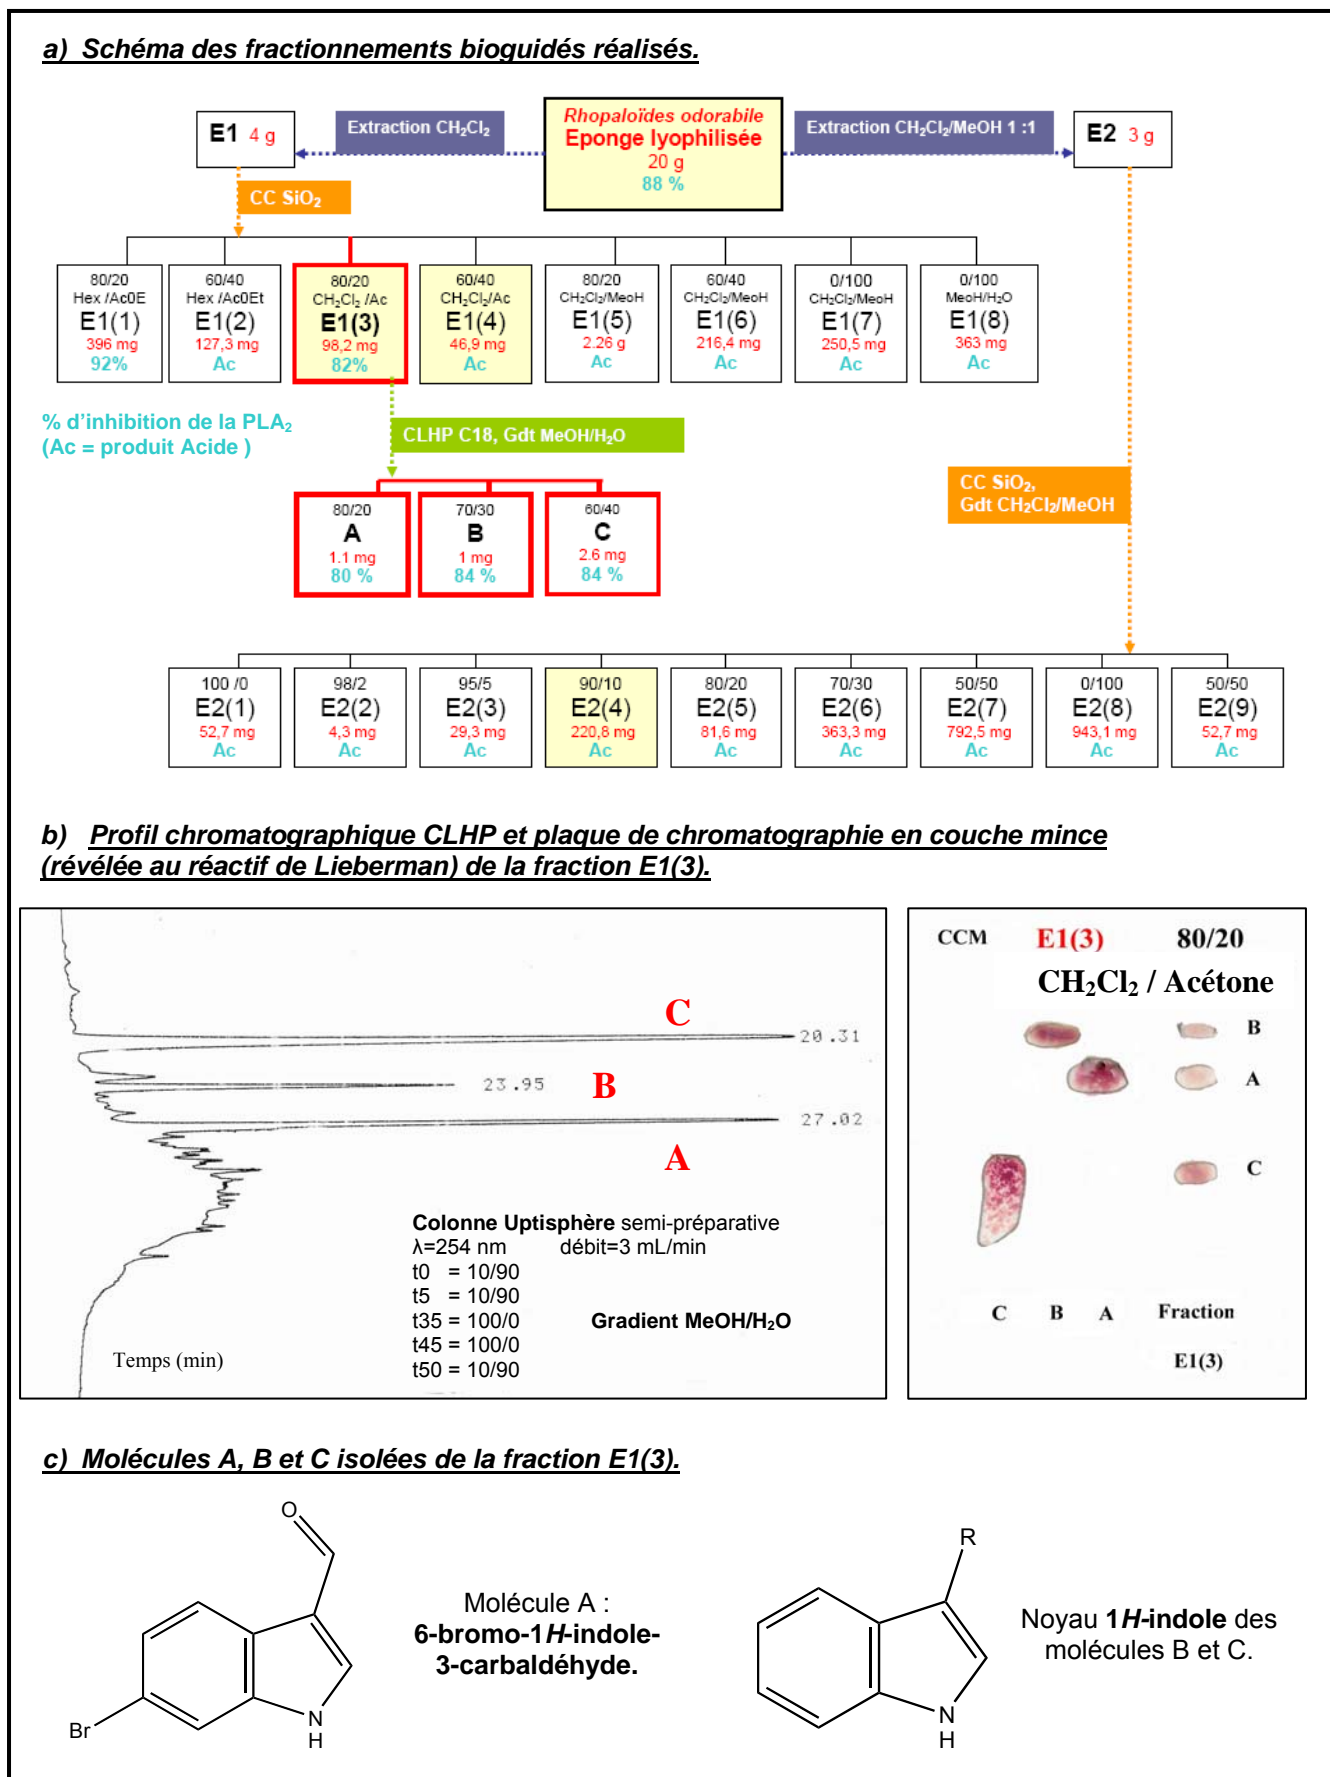 a) Schéma des fractionnements bioguidés réalisés.
E1 4 g
Extraction CH₂Cl₂
Rhopaloïdes odorabile
Eponge lyophilisée
20 g
88 %
Extraction CH₂Cl₂/MeOH 1 :1
E2 3 g
CC SiO₂
80/20
Hex /Ac0E
E1(1)
396 mg
92%
60/40
Hex /Ac0Et
E1(2)
127,3 mg
Ac
80/20
CH₂Cl₂ /Ac
E1(3)
98,2 mg
82%
60/40
CH₂Cl₂/Ac
E1(4)
46,9 mg
Ac
80/20
CH₂Cl₂/MeOH
E1(5)
2.26 g
Ac
60/40
CH₂Cl₂/MeOH
E1(6)
216,4 mg
Ac
0/100
CH₂Cl₂/MeOH
E1(7)
250,5 mg
Ac
0/100
MeOH/H₂O
E1(8)
363 mg
Ac
% d'inhibition de la PLA₂
(Ac = produit Acide )
CLHP C18, Gdt MeOH/H₂O
CC SiO₂,
Gdt CH₂Cl₂/MeOH
80/20
A
1.1 mg
80 %
70/30
B
1 mg
84 %
60/40
C
2.6 mg
84 %
100 /0
E2(1)
52,7 mg
Ac
98/2
E2(2)
4,3 mg
Ac
95/5
E2(3)
29,3 mg
Ac
90/10
E2(4)
220,8 mg
Ac
80/20
E2(5)
81,6 mg
Ac
70/30
E2(6)
363,3 mg
Ac
50/50
E2(7)
792,5 mg
Ac
0/100
E2(8)
943,1 mg
Ac
50/50
E2(9)
52,7 mg
Ac
b) Profil chromatographique CLHP et plaque de chromatographie en couche mince
(révélée au réactif de Lieberman) de la fraction E1(3).
C
20.31
23.95
B
27.02
A
Colonne Uptisphère semi-préparative
λ=254 nm débit=3 mL/min
t0 = 10/90
t5 = 10/90
t35 = 100/0 Gradient MeOH/H₂O
t45 = 100/0
t50 = 10/90
Temps (min)
CCM E1(3) 80/20
CH₂Cl₂ / Acétone
B
A
C
C B A Fraction
E1(3)
c) Molécules A, B et C isolées de la fraction E1(3).
O
Br
N
H
Molécule A :
6-bromo-1H-indole-
3-carbaldéhyde.
R
N
H
Noyau 1H-indole des
molécules B et C.